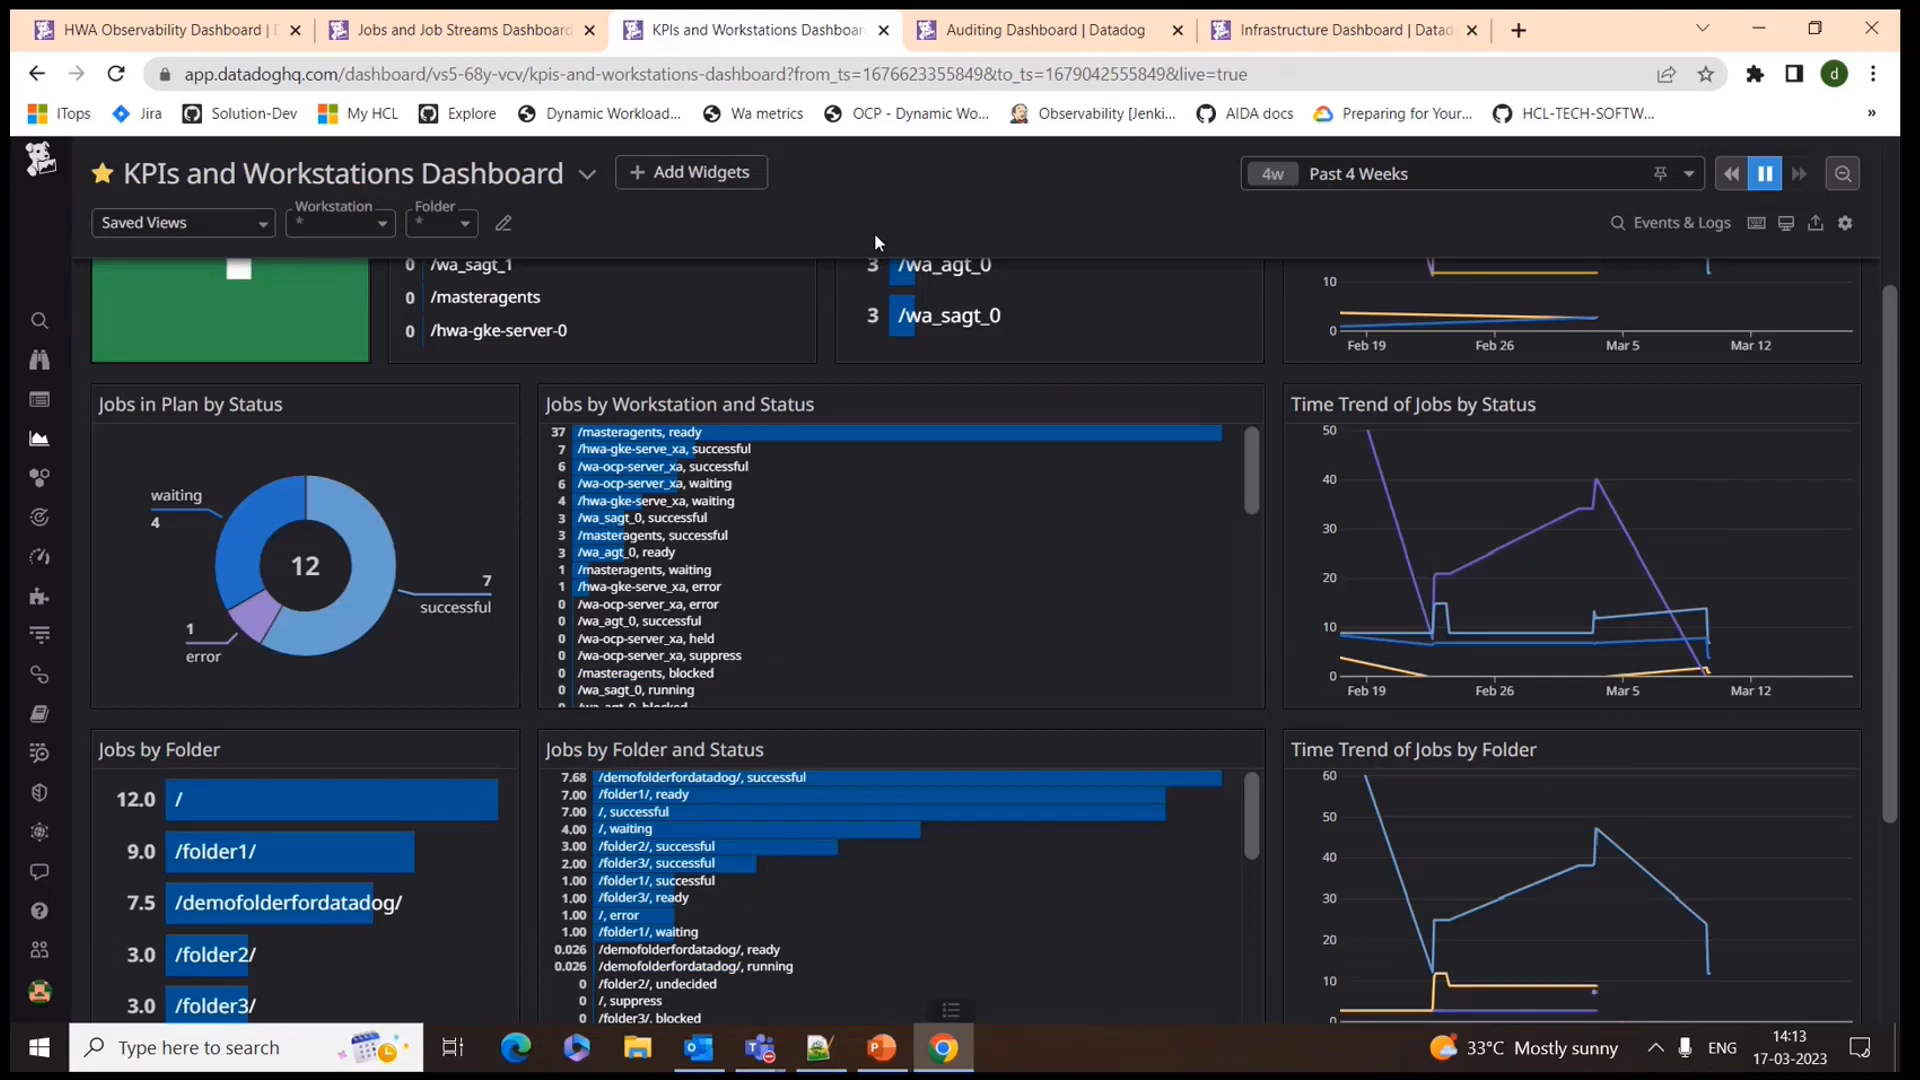 HWA Observability Dashboard |
Jobs and Job Streams Dashboard
KPIs and Workstations Dashboar
Auditing Dashboard | Datadog
Infrastructure Dashboard | Datad
app.datadoghq.com/dashboard/vs5-68y-vcv/kpis-and-workstations-dashboard?from_ts=1676623355849&to_ts=1679042555849&live=true
d
ITops
Jira
Solution-Dev
My HCL
Explore
Dynamic Workload...
Wa metrics
OCP - Dynamic Wo...
Observability [Jenki...
AIDA docs
Preparing for Your...
HCL-TECH-SOFTW...
»
KPIs and Workstations Dashboard
+ Add Widgets
4w Past 4 Weeks
Saved Views
Workstation
*
Folder
*
Events & Logs
0 /wa_sagt_1
0 /masteragents
0 /hwa-gke-server-0
3 /wa_agt_0
3 /wa_sagt_0
10
0
Feb 19 Feb 26 Mar 5 Mar 12
Jobs in Plan by Status
waiting
4
12
7
successful
1
error
Jobs by Workstation and Status
37 /masteragents, ready
7 /hwa-gke-serve_xa, successful
6 /wa-ocp-server_xa, successful
6 /wa-ocp-server_xa, waiting
4 /hwa-gke-serve_xa, waiting
3 /wa_sagt_0, successful
3 /masteragents, successful
3 /wa_agt_0, ready
1 /masteragents, waiting
1 /hwa-gke-serve_xa, error
0 /wa-ocp-server_xa, error
0 /wa_agt_0, successful
0 /wa-ocp-server_xa, held
0 /wa-ocp-server_xa, suppress
0 /masteragents, blocked
0 /wa_sagt_0, running
0 /wa_agt_0, blocked
Time Trend of Jobs by Status
50
40
30
20
10
0
Feb 19 Feb 26 Mar 5 Mar 12
Jobs by Folder
12.0 /
9.0 /folder1/
7.5 /demofolderfordatadog/
3.0 /folder2/
3.0 /folder3/
Jobs by Folder and Status
7.68 /demofolderfordatadog/, successful
7.00 /folder1/, ready
7.00 /, successful
4.00 /, waiting
3.00 /folder2/, successful
2.00 /folder3/, successful
1.00 /folder1/, successful
1.00 /folder3/, ready
1.00 /, error
1.00 /folder1/, waiting
0.026 /demofolderfordatadog/, ready
0.026 /demofolderfordatadog/, running
0 /folder2/, undecided
0 /, suppress
0 /folder3/, blocked
Time Trend of Jobs by Folder
60
50
40
30
20
10
0
Type here to search
33°C Mostly sunny
ENG
14:13
17-03-2023